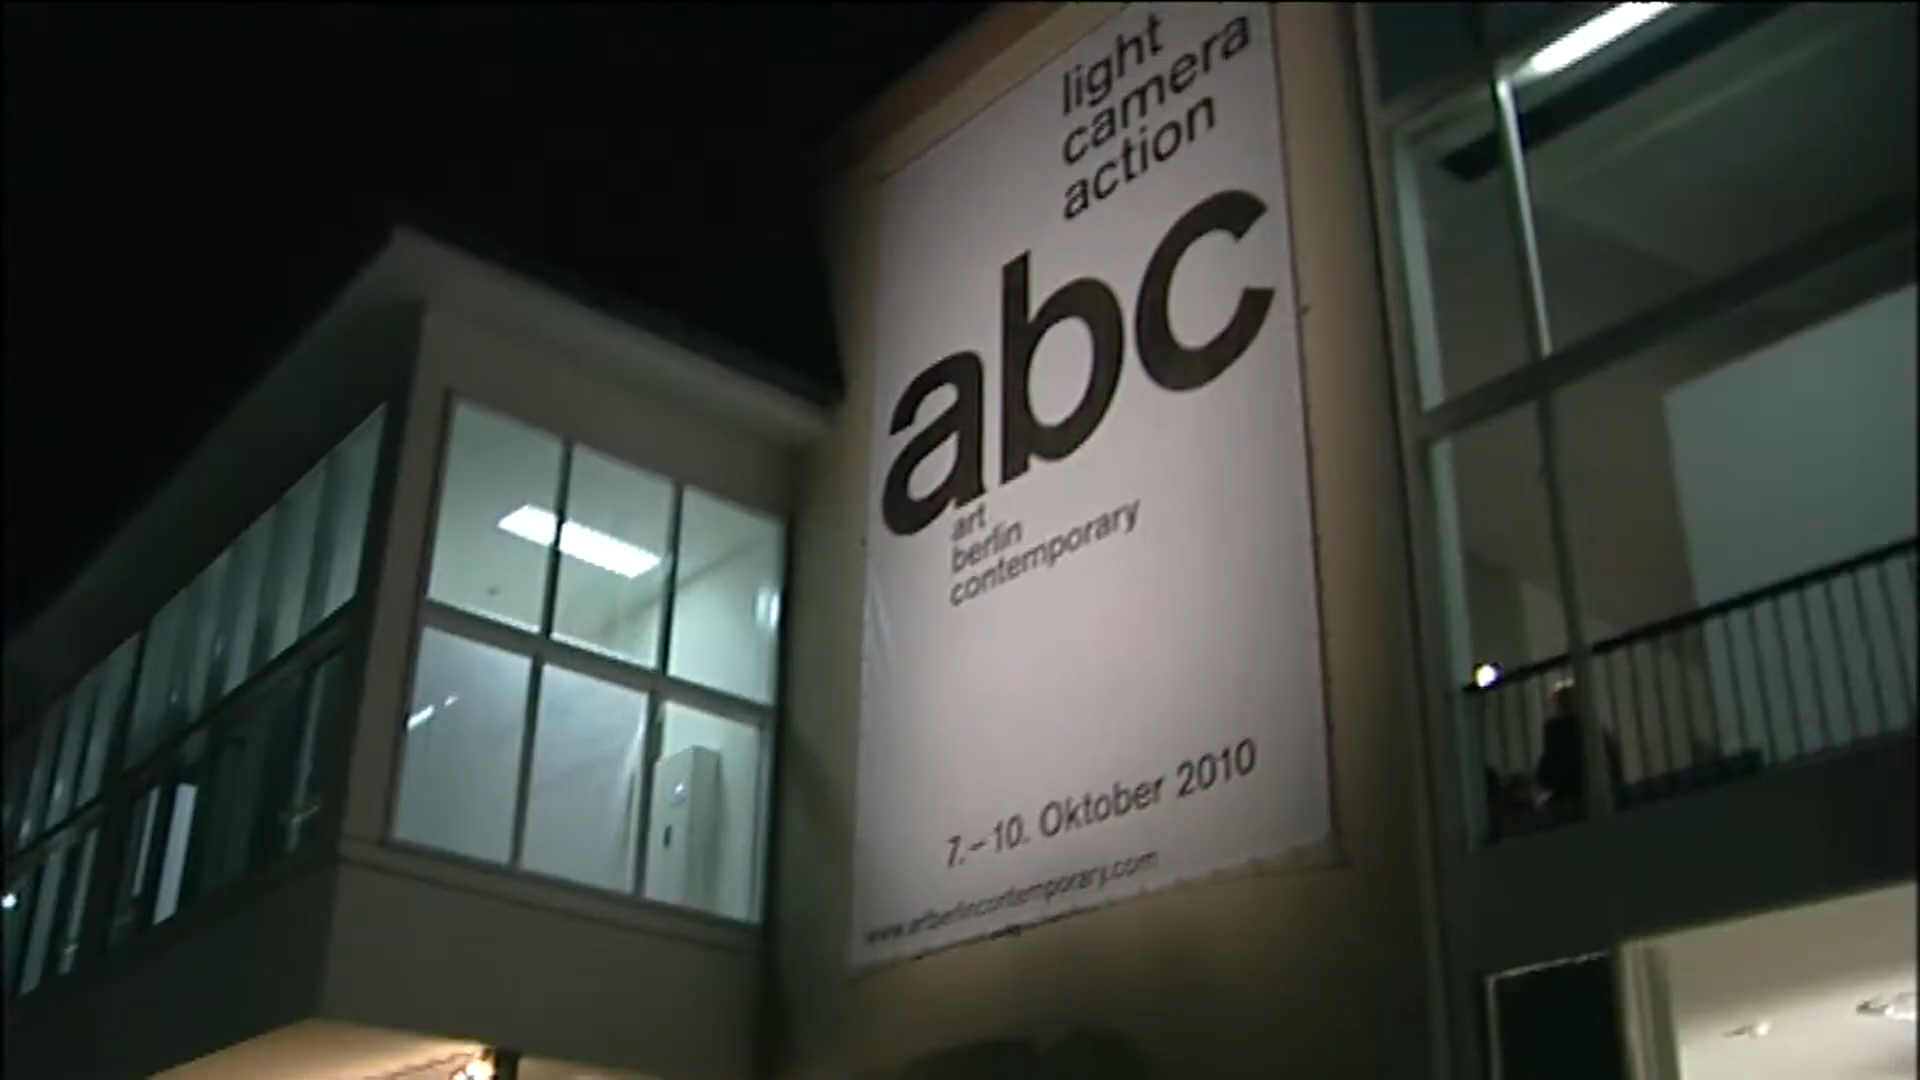 light
camera
action
abc
art
berlin
contemporary
7.–10. Oktober 2010
www.artberlincontemporary.com